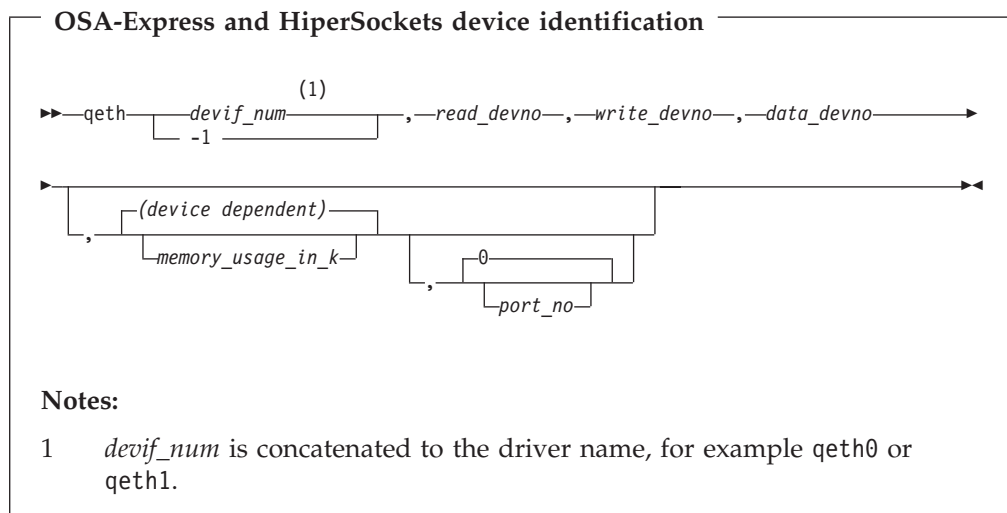 OSA-Express and HiperSockets device identification
(1)
qeth devif_num , read_devno , write_devno , data_devno
-1
(device dependent)
,
memory_usage_in_k 0
,
port_no
Notes:
1 devif_num is concatenated to the driver name, for example qeth0 or
qeth1.